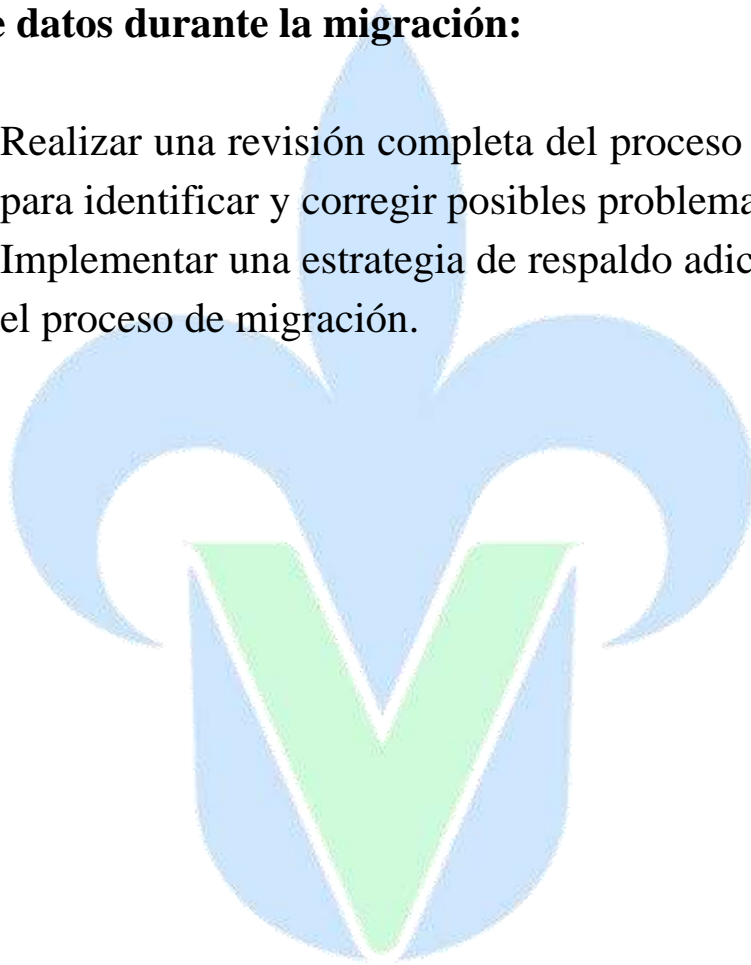 e datos durante la migración:
Realizar una revisión completa del proceso
para identificar y corregir posibles problema
Implementar una estrategia de respaldo adic
el proceso de migración.